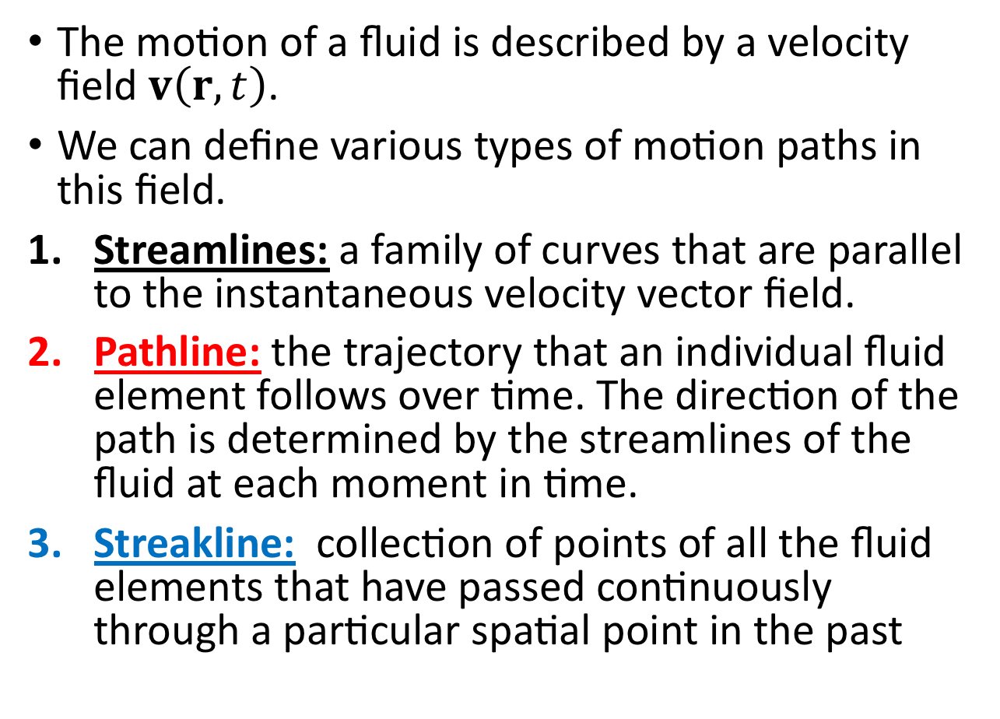 • The motion of a fluid is described by a velocity
field v(r, t).
• We can define various types of motion paths in
this field.
1. Streamlines: a family of curves that are parallel
to the instantaneous velocity vector field.
2. Pathline: the trajectory that an individual fluid
element follows over time. The direction of the
path is determined by the streamlines of the
fluid at each moment in time.
3. Streakline: collection of points of all the fluid
elements that have passed continuously
through a particular spatial point in the past